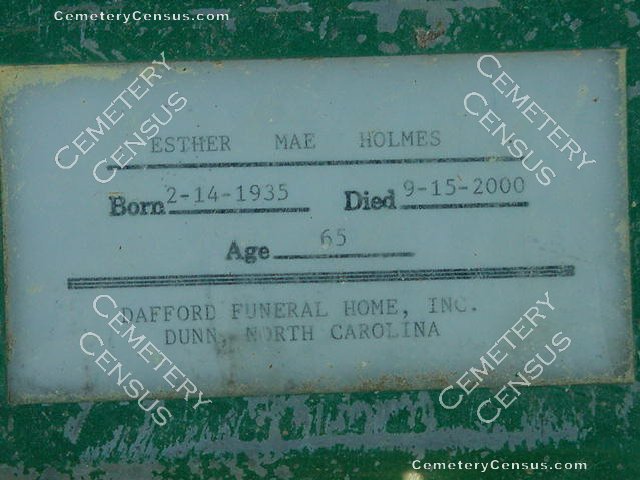 CemeteryCensus.com
CEMETERY CENSUS
CEMETERY CENSUS
ESTHER MAE HOLMES
Born 2-14-1935 Died 9-15-2000
Age 65
DAFFORD FUNERAL HOME, INC.
DUNN, NORTH CAROLINA
CEMETERY CENSUS
CEMETERY CENSUS
CemeteryCensus.com